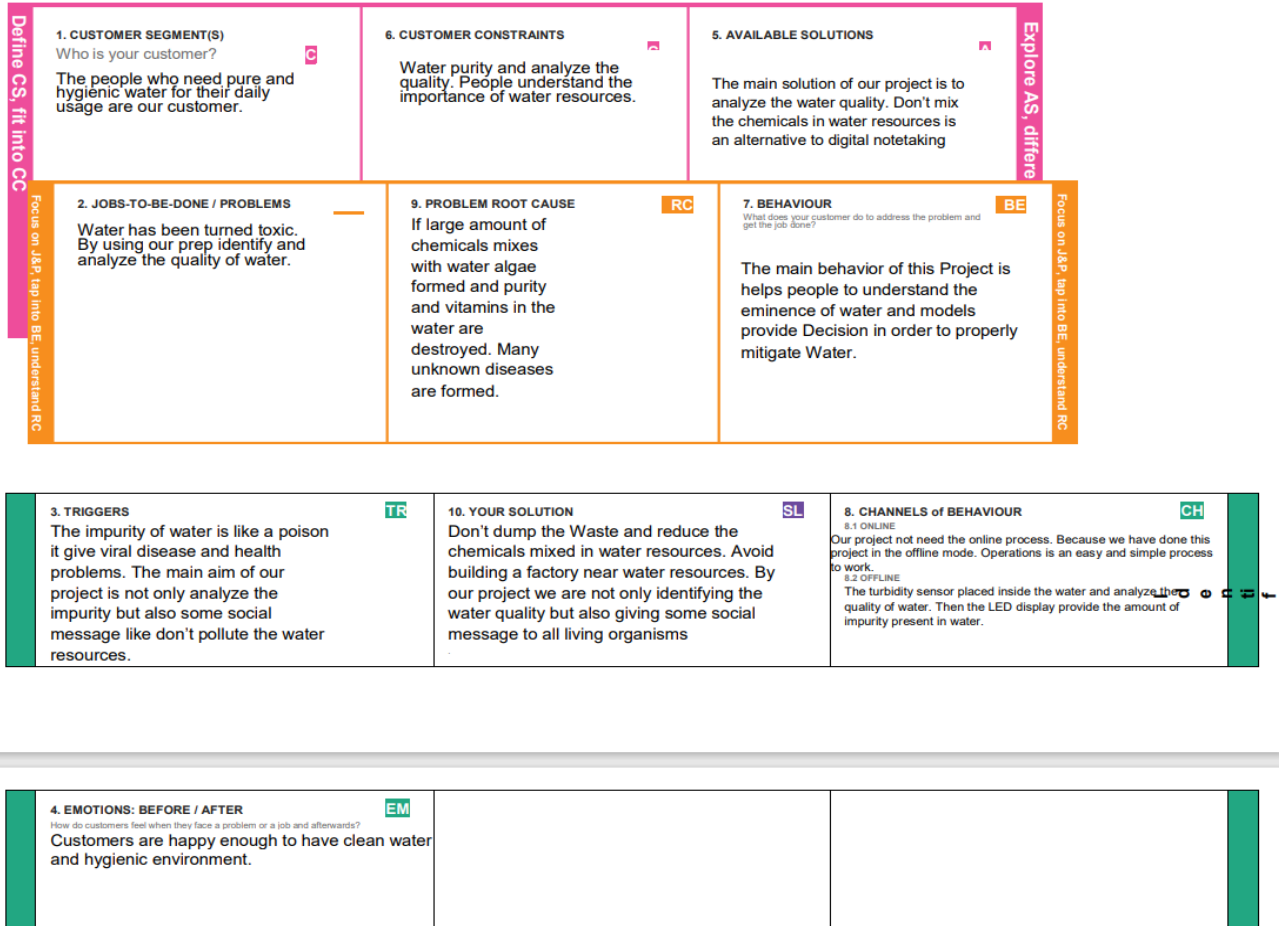 Define CS, fit into CC
1. CUSTOMER SEGMENT(S)
Who is your customer?
C
The people who need pure and
hygienic water for their daily
usage are our customer.
6. CUSTOMER CONSTRAINTS
Water purity and analyze the
quality. People understand the
importance of water resources.
5. AVAILABLE SOLUTIONS
The main solution of our project is to
analyze the water quality. Don't mix
the chemicals in water resources is
an alternative to digital notetaking
Explore AS, differe
Focus on J&P, tap into BE, understand RC
2. JOBS-TO-BE-DONE / PROBLEMS
Water has been turned toxic.
By using our prep identify and
analyze the quality of water.
9. PROBLEM ROOT CAUSE
RC
If large amount of
chemicals mixes
with water algae
formed and purity
and vitamins in the
water are
destroyed. Many
unknown diseases
are formed.
7. BEHAVIOUR
BE
What does your customer do to address the problem and
get the job done?
The main behavior of this Project is
helps people to understand the
eminence of water and models
provide Decision in order to properly
mitigate Water.
Focus on J&P, tap into BE, understand RC
3. TRIGGERS
TR
The impurity of water is like a poison
it give viral disease and health
problems. The main aim of our
project is not only analyze the
impurity but also some social
message like don't pollute the water
resources.
10. YOUR SOLUTION
SL
Don't dump the Waste and reduce the
chemicals mixed in water resources. Avoid
building a factory near water resources. By
our project we are not only identifying the
water quality but also giving some social
message to all living organisms
.
8. CHANNELS of BEHAVIOUR
CH
8.1 ONLINE
Our project not need the online process. Because we have done this
project in the offline mode. Operations is an easy and simple process
to work.
8.2 OFFLINE
The turbidity sensor placed inside the water and analyze the
quality of water. Then the LED display provide the amount of
impurity present in water.
I d e n ti f
4. EMOTIONS: BEFORE / AFTER
EM
How do customers feel when they face a problem or a job and afterwards?
Customers are happy enough to have clean water
and hygienic environment.